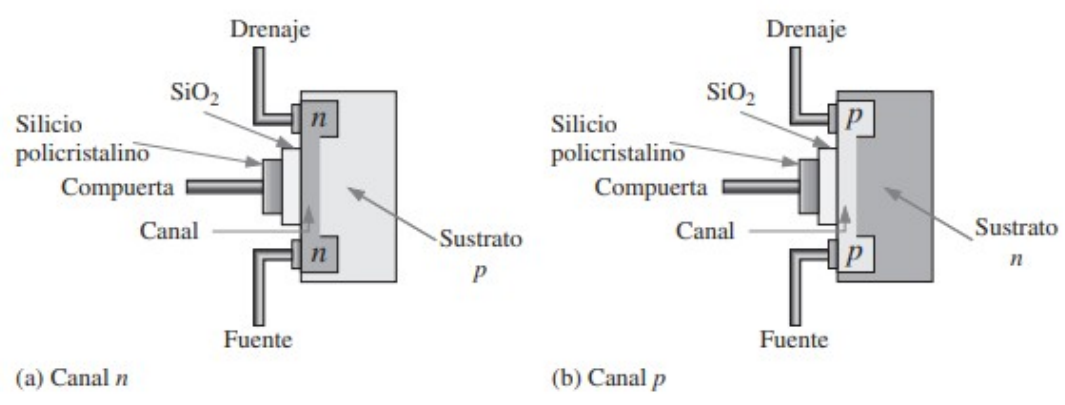 Drenaje
SiO₂
n
Silicio
policristalino
Compuerta
Canal
n
Sustrato
p
Fuente
(a) Canal n
Drenaje
SiO₂
p
Silicio
policristalino
Compuerta
Canal
p
Sustrato
n
Fuente
(b) Canal p